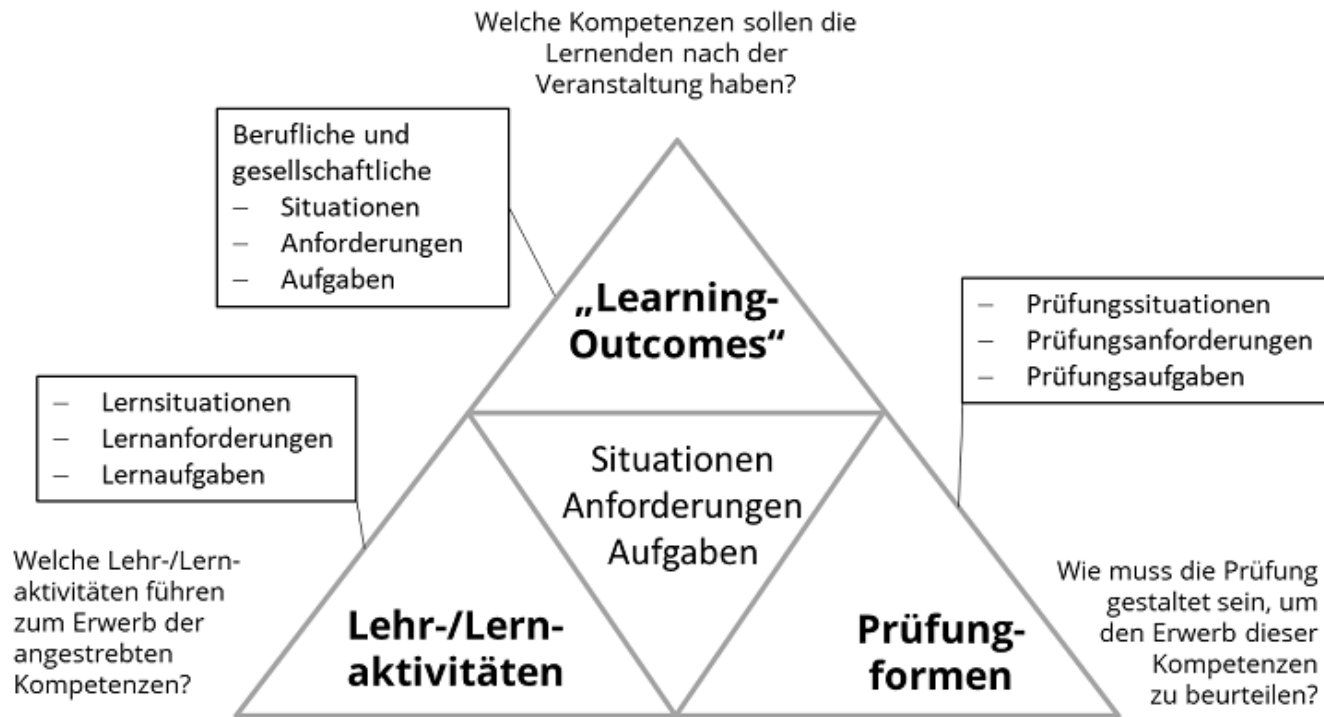 Welche Kompetenzen sollen die
Lernenden nach der
Veranstaltung haben?
Berufliche und
gesellschaftliche
– Situationen
– Anforderungen
– Aufgaben
„Learning-
Outcomes“
– Prüfungssituationen
– Prüfungsanforderungen
– Prüfungsaufgaben
– Lernsituationen
– Lernanforderungen
– Lernaufgaben
Situationen
Anforderungen
Aufgaben
Welche Lehr-/Lern-
aktivitäten führen
zum Erwerb der
angestrebten
Kompetenzen?
Lehr-/Lern-
aktivitäten
Prüfung-
formen
Wie muss die Prüfung
gestaltet sein, um
den Erwerb dieser
Kompetenzen
zu beurteilen?